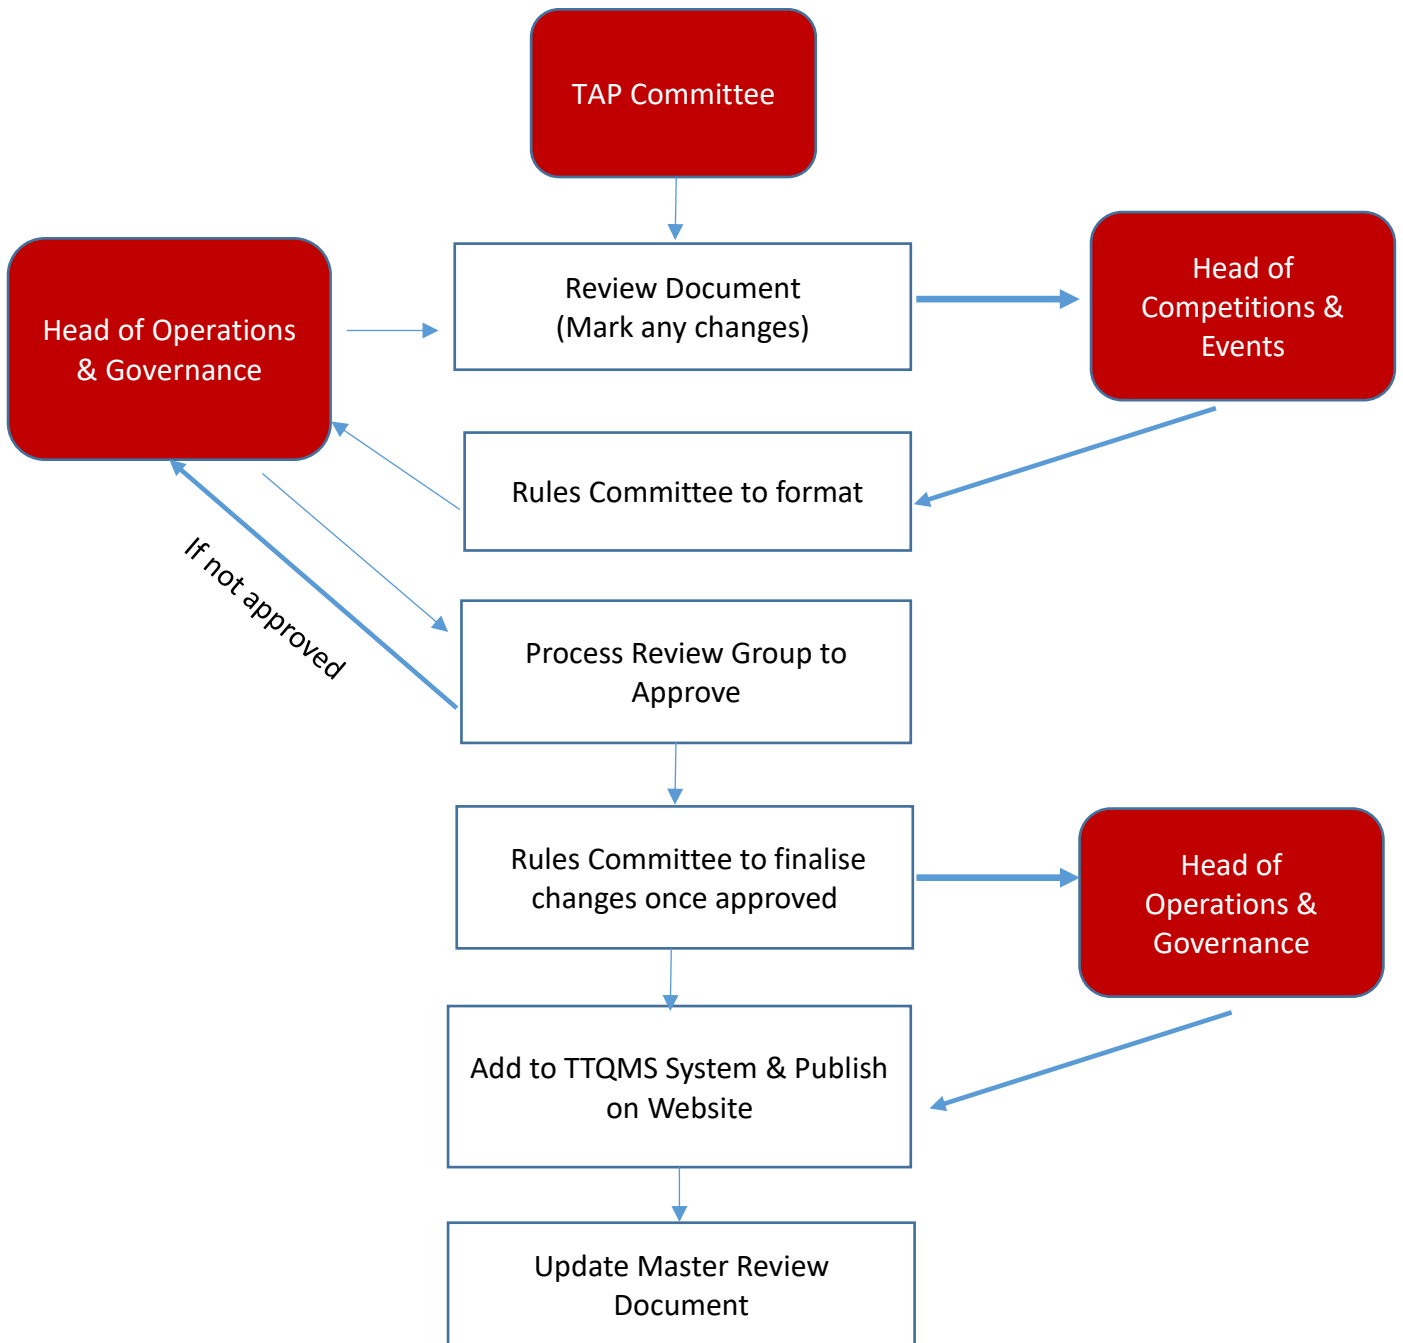 TAP Committee
Head of Operations
& Governance
Review Document
(Mark any changes)
Head of
Competitions &
Events
Rules Committee to format
If not approved
Process Review Group to
Approve
Rules Committee to finalise
changes once approved
Head of
Operations &
Governance
Add to TTQMS System & Publish
on Website
Update Master Review
Document